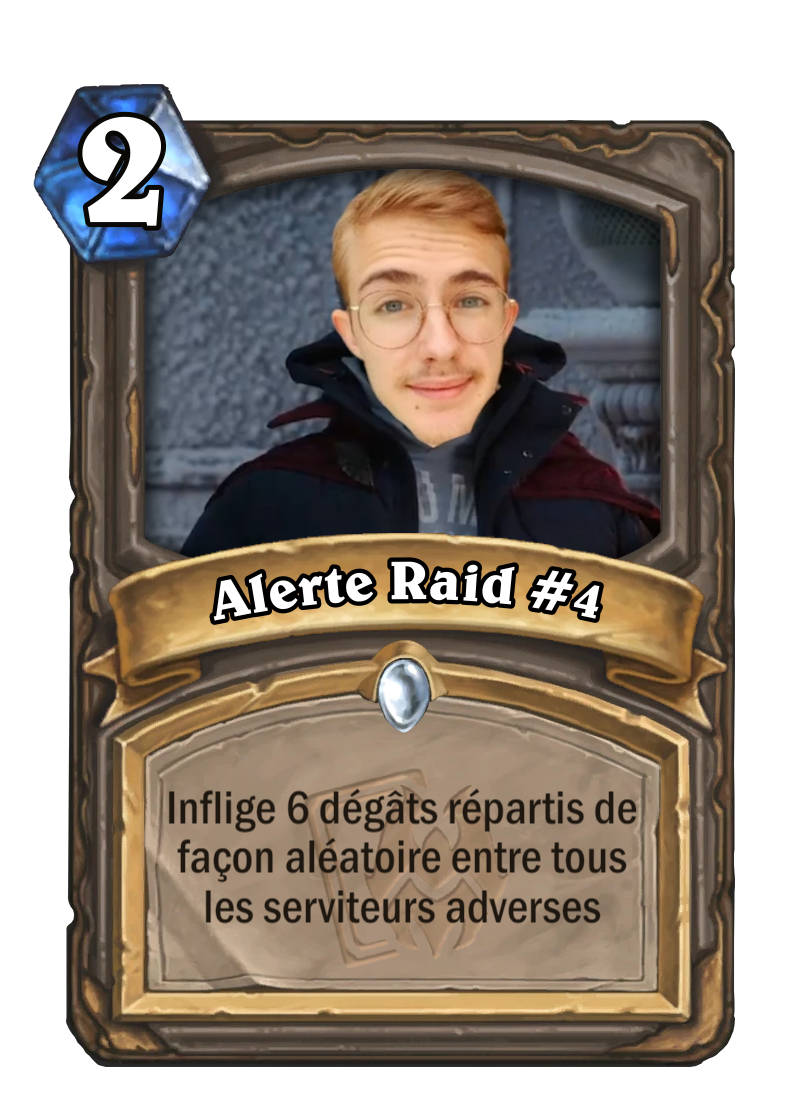 2
Alerte Raid #4
Inflige 6 dégâts répartis de
façon aléatoire entre tous
les serviteurs adverses